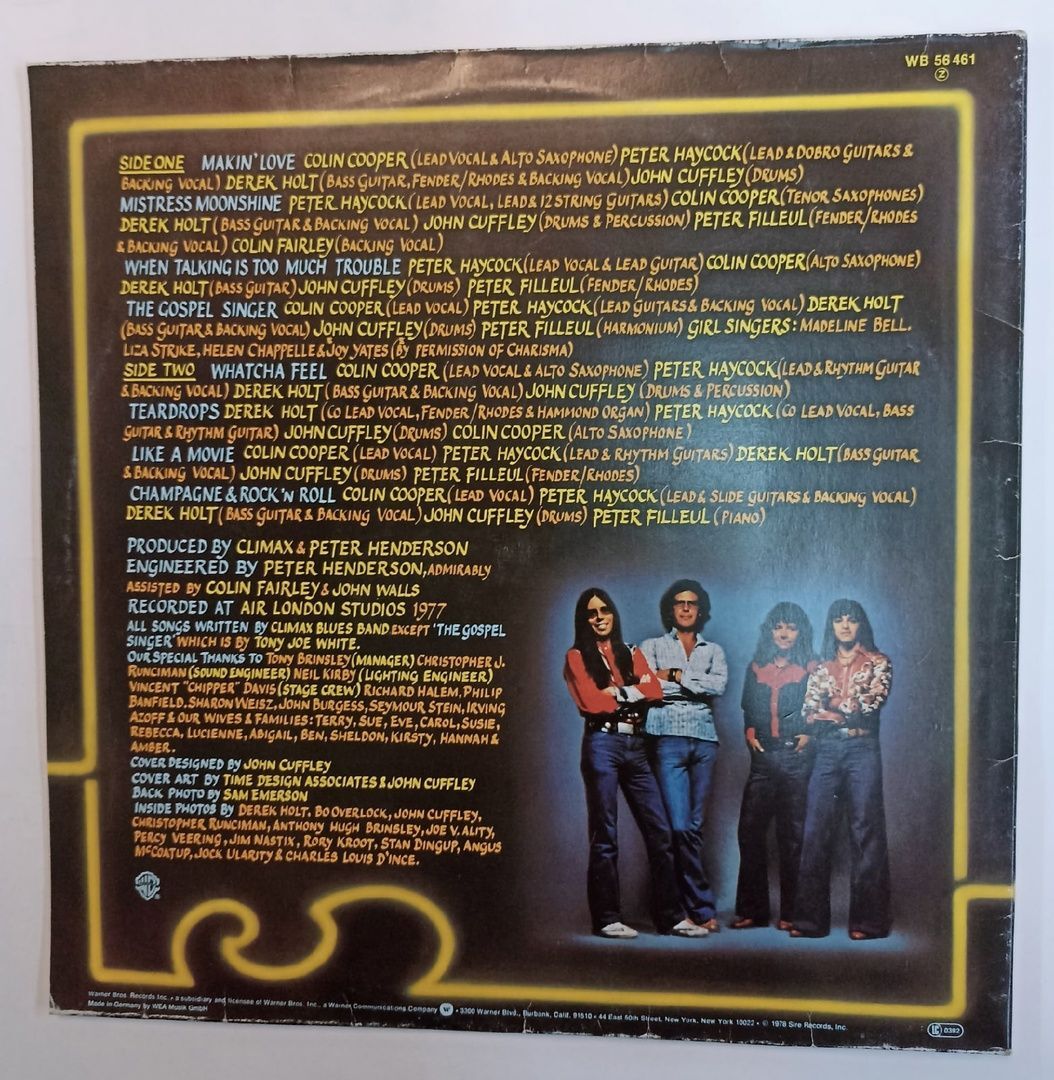 WB 56 461
Z
SIDE ONE MAKIN' LOVE COLIN COOPER (LEAD VOCAL & ALTO SAXOPHONE) PETER HAYCOCK (LEAD & DOBRO GUITARS &
BACKING VOCAL) DEREK HOLT (BASS GUITAR, FENDER/RHODES & BACKING VOCAL) JOHN CUFFLEY (DRUMS)
MISTRESS MOONSHINE PETER HAYCOCK (LEAD VOCAL, LEAD & 12 STRING GUITARS) COLIN COOPER (TENOR SAXOPHONES)
DEREK HOLT (BASS GUITAR & BACKING VOCAL) JOHN CUFFLEY (DRUMS & PERCUSSION) PETER FILLEUL (FENDER/RHODES
& BACKING VOCAL) COLIN FAIRLEY (BACKING VOCAL)
WHEN TALKING IS TOO MUCH TROUBLE PETER HAYCOCK (LEAD VOCAL & LEAD GUITAR) COLIN COOPER (ALTO SAXOPHONE)
DEREK HOLT (BASS GUITAR) JOHN CUFFLEY (DRUMS) PETER FILLEUL (FENDER/RHODES)
THE GOSPEL SINGER COLIN COOPER (LEAD VOCAL) PETER HAYCOCK (LEAD GUITARS & BACKING VOCAL) DEREK HOLT
(BASS GUITAR & BACKING VOCAL) JOHN CUFFLEY (DRUMS) PETER FILLEUL (HARMONIUM) GIRL SINGERS: MADELINE BELL.
LIZA STRIKE, HELEN CHAPPELLE & JOY YATES (BY PERMISSION OF CHARISMA)
SIDE TWO WHATCHA FEEL COLIN COOPER (LEAD VOCAL & ALTO SAXOPHONE) PETER HAYCOCK (LEAD & RHYTHM GUITAR
& BACKING VOCAL) DEREK HOLT (BASS GUITAR & BACKING VOCAL) JOHN CUFFLEY (DRUMS & PERCUSSION)
TEARDROPS DEREK HOLT (CO LEAD VOCAL, FENDER/RHODES & HAMMOND ORGAN) PETER HAYCOCK (CO LEAD VOCAL, BASS
GUITAR & RHYTHM GUITAR) JOHN CUFFLEY (DRUMS) COLIN COOPER (ALTO SAXOPHONE)
LIKE A MOVIE COLIN COOPER (LEAD VOCAL) PETER HAYCOCK (LEAD & RHYTHM GUITARS) DEREK HOLT (BASS GUITAR
& BACKING VOCAL) JOHN CUFFLEY (DRUMS) PETER FILLEUL (FENDER/RHODES)
CHAMPAGNE & ROCK 'N ROLL COLIN COOPER (LEAD VOCAL) PETER HAYCOCK (LEAD & SLIDE GUITARS & BACKING VOCAL)
DEREK HOLT (BASS GUITAR & BACKING VOCAL) JOHN CUFFLEY (DRUMS) PETER FILLEUL (PIANO)
PRODUCED BY CLIMAX & PETER HENDERSON
ENGINEERED BY PETER HENDERSON, ADMIRABLY
ASSISTED BY COLIN FAIRLEY & JOHN WALLS
RECORDED AT AIR LONDON STUDIOS 1977
ALL SONGS WRITTEN BY CLIMAX BLUES BAND EXCEPT 'THE GOSPEL
SINGER' WHICH IS BY TONY JOE WHITE.
OUR SPECIAL THANKS TO TONY BRINSLEY (MANAGER) CHRISTOPHER J.
RUNCIMAN (SOUND ENGINEER) NEIL KIRBY (LIGHTING ENGINEER)
VINCENT "CHIPPER" DAVIS (STAGE CREW) RICHARD HALEM, PHILIP
BANFIELD. SHARON WEISZ, JOHN BURGESS, SEYMOUR STEIN, IRVING
AZOFF & OUR WIVES & FAMILIES: TERRY, SUE, EVE, CAROL, SUSIE,
REBECCA, LUCIENNE, ABIGAIL, BEN, SHELDON, KIRSTY, HANNAH &
AMBER.
COVER DESIGNED BY JOHN CUFFLEY
COVER ART BY TIME DESIGN ASSOCIATES & JOHN CUFFLEY
BACK PHOTO BY SAM EMERSON
INSIDE PHOTOS BY DEREK HOLT, BO OVERLOCK, JOHN CUFFLEY,
CHRISTOPHER RUNCIMAN, ANTHONY HUGH BRINSLEY, JOE V. ALITY,
PERCY VEERING, JIM NASTIX, RORY KROOT, STAN DINGUP, ANGUS
McCOATUP, JOCK ULARITY & CHARLES LOUIS D'INCE.
Warner Bros. Records Inc. • a subsidiary and licensee of Warner Bros. Inc., a Warner Communications Company W • 3300 Warner Blvd., Burbank, Calif. 91510 • 44 East 50th Street, New York, New York 10022 • © 1978 Sire Records, Inc.
Made in Germany by WEA Musik GmbH
LC 0392